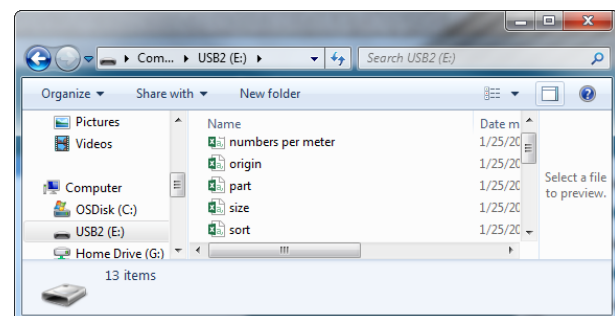 Com... USB2 (E:) Search USB2 (E:)
Organize Share with New folder
Pictures
Videos
Computer
OSDisk (C:)
USB2 (E:)
Home Drive (G:)
Name Date m
numbers per meter 1/25/20
origin 1/25/20
part 1/25/20
size 1/25/20
sort 1/25/20
Select a file
to preview.
13 items